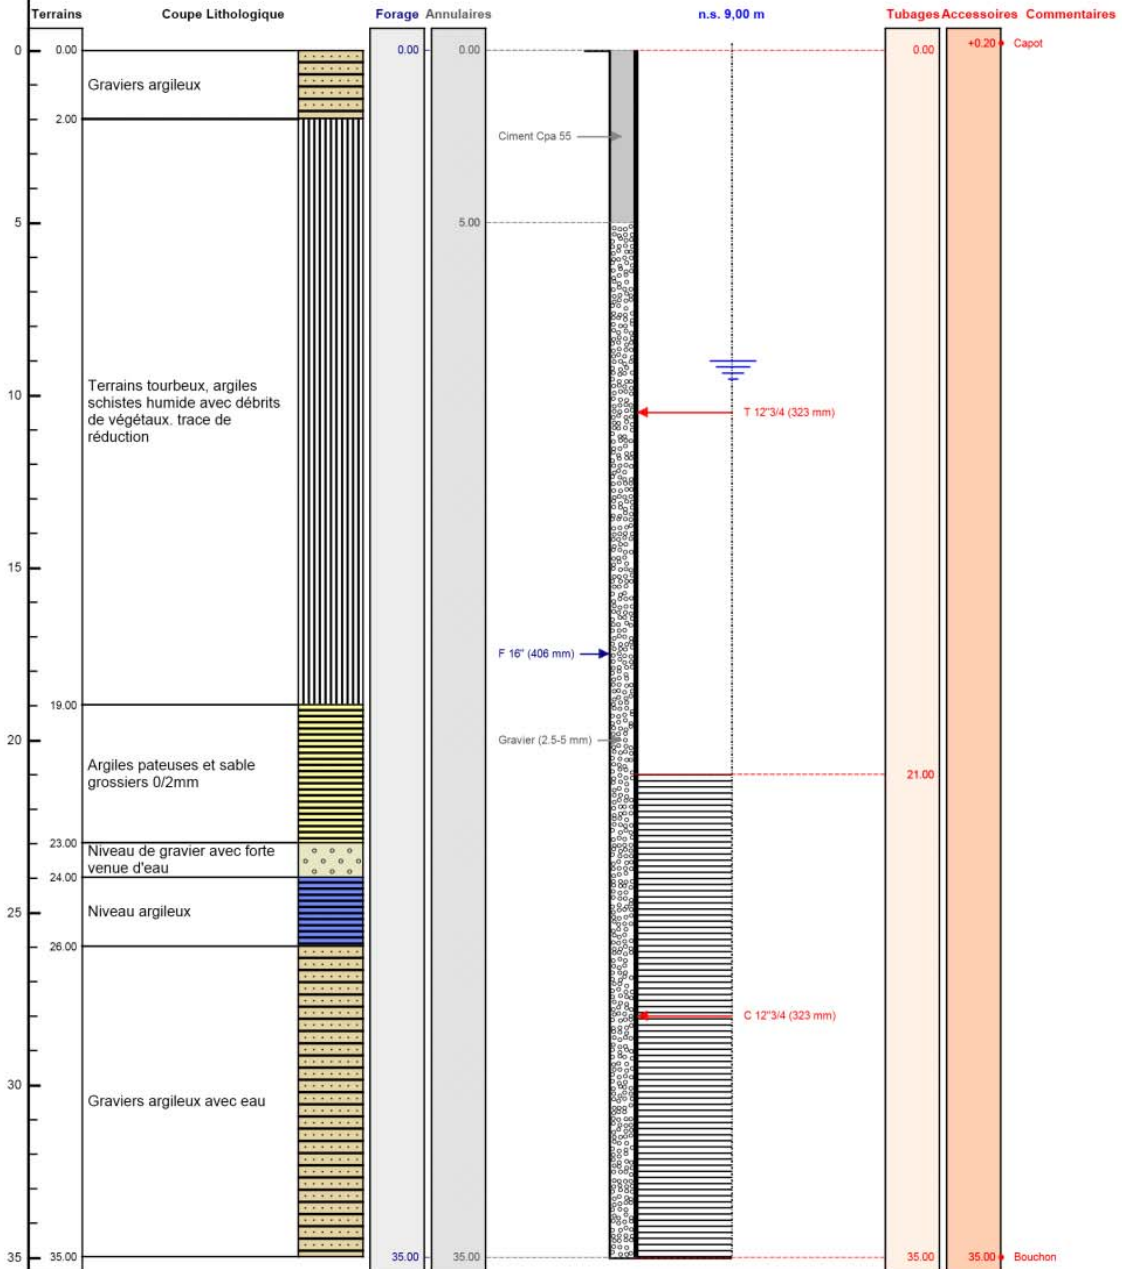 Terrains Coupe Lithologique Forage Annulaires n.s. 9,00 m Tubages Accessoires Commentaires
+0.20 Capot
0 0.00 0.00 0.00 0.00
Graviers argileux
2.00
Ciment Cpa 55
5 5.00
Terrains tourbeux, argiles
schistes humide avec débrits
de végétaux. trace de
réduction
10
T 12"3/4 (323 mm)
15
F 16" (406 mm)
19.00
20 Gravier (2.5-5 mm)
Argiles pateuses et sable
grossiers 0/2mm
21.00
23.00
Niveau de gravier avec forte
venue d'eau
24.00
25 Niveau argileux
26.00
C 12"3/4 (323 mm)
30
Graviers argileux avec eau
35 35.00 35.00 35.00 35.00 35.00 Bouchon